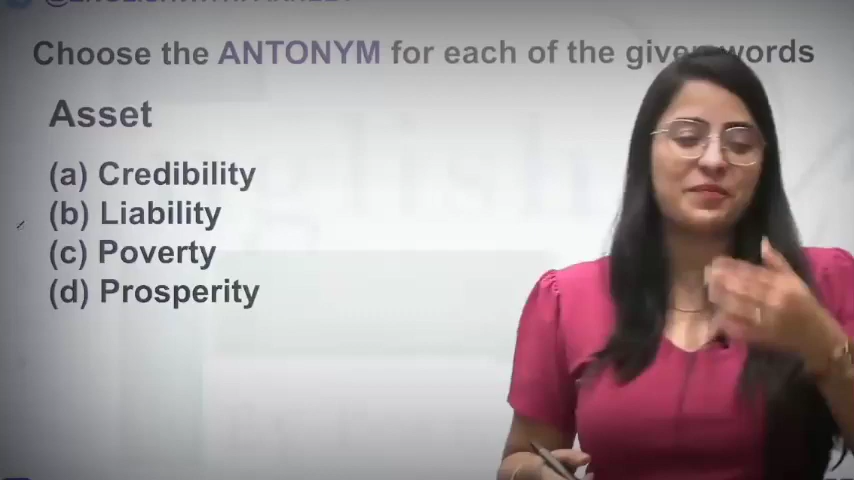 Choose the ANTONYM for each of the given words
Asset
(a) Credibility
(b) Liability
(c) Poverty
(d) Prosperity